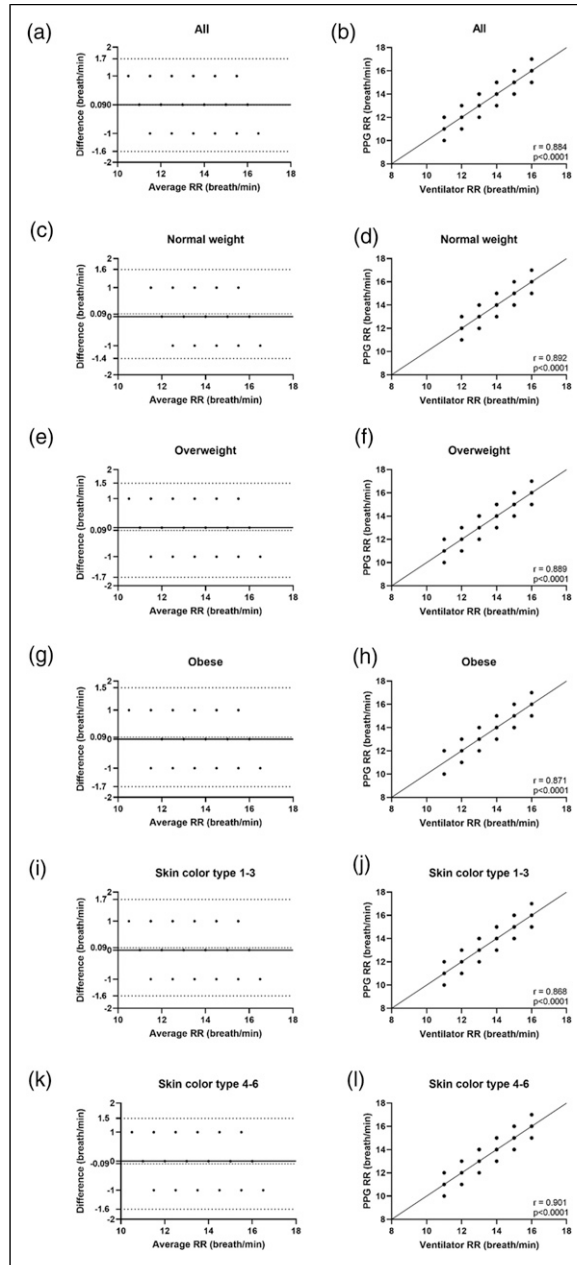 (a)
All
Difference (breath/min)
2
1.7
1
0.090
-1
-1.6
-2
10 12 14 16 18
Average RR (breath/min)
(b)
All
PPG RR (breath/min)
18
16
14
12
10
8
8 10 12 14 16 18
Ventilator RR (breath/min)
r = 0.884
p<0.0001
(c)
Normal weight
Difference (breath/min)
2
1.6
1
0.09
0
-1
-1.4
-2
10 12 14 16 18
Average RR (breath/min)
(d)
Normal weight
PPG RR (breath/min)
18
16
14
12
10
8
8 10 12 14 16 18
Ventilator RR (breath/min)
r = 0.892
p<0.0001
(e)
Overweight
Difference (breath/min)
2
1.5
1
0
0.09
-1
-1.7
-2
10 12 14 16 18
Average RR (breath/min)
(f)
Overweight
PPG RR (breath/min)
18
16
14
12
10
8
8 10 12 14 16 18
Ventilator RR (breath/min)
r = 0.889
p<0.0001
(g)
Obese
Difference (breath/min)
2
1.5
1
0.09
0
-1
-1.7
-2
10 12 14 16 18
Average RR (breath/min)
(h)
Obese
PPG RR (breath/min)
18
16
14
12
10
8
8 10 12 14 16 18
Ventilator RR (breath/min)
r = 0.871
p<0.0001
(i)
Skin color type 1-3
Difference (breath/min)
2
1.7
1
0.09
0
-1
-1.6
-2
10 12 14 16 18
Average RR (breath/min)
(j)
Skin color type 1-3
PPG RR (breath/min)
18
16
14
12
10
8
8 10 12 14 16 18
Ventilator RR (breath/min)
r = 0.868
p<0.0001
(k)
Skin color type 4-6
Difference (breath/min)
2
1.5
1
0
-0.09
-1
-1.6
-2
10 12 14 16 18
Average RR (breath/min)
(l)
Skin color type 4-6
PPG RR (breath/min)
18
16
14
12
10
8
8 10 12 14 16 18
Ventilator RR (breath/min)
r = 0.901
p<0.0001